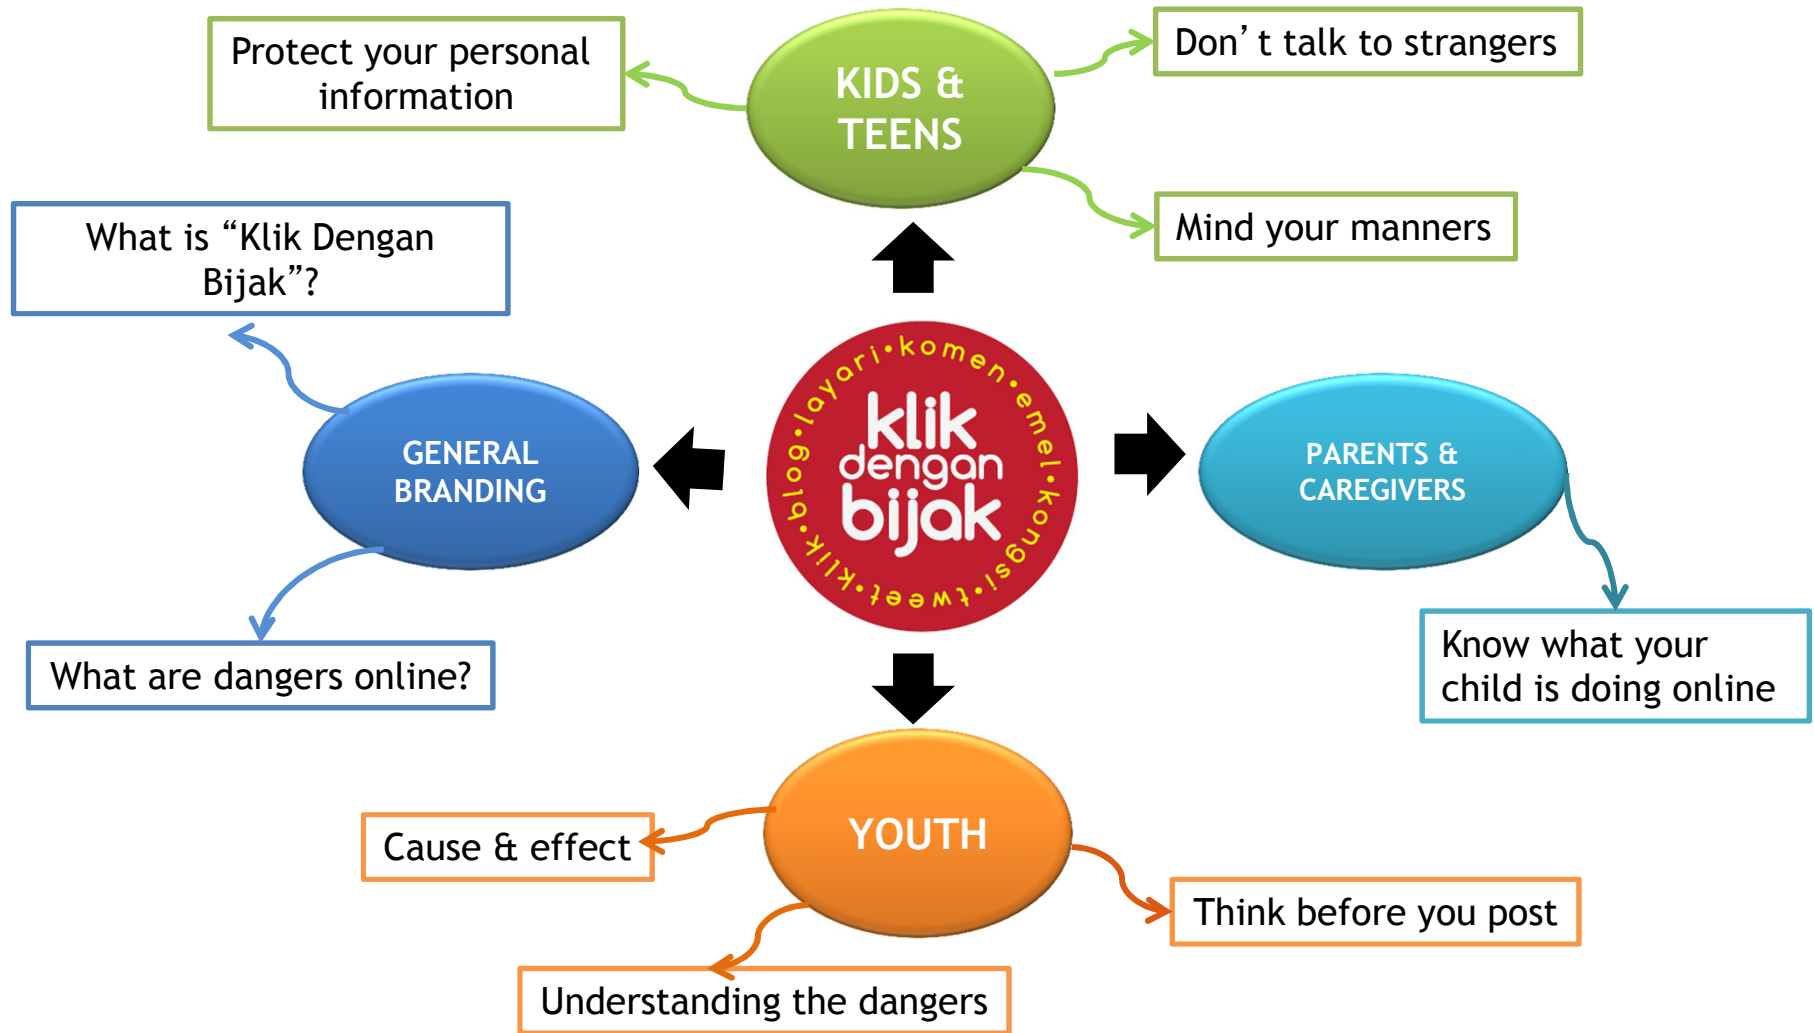 Protect your personal
information
KIDS &
TEENS
Don’t talk to strangers
Mind your manners
What is “Klik Dengan
Bijak”?
GENERAL
BRANDING
What are dangers online?
klik
dengan
bijak
klik•blog•layari•komen•emel•kongsi•tweet•
PARENTS &
CAREGIVERS
Know what your
child is doing online
YOUTH
Cause & effect
Think before you post
Understanding the dangers